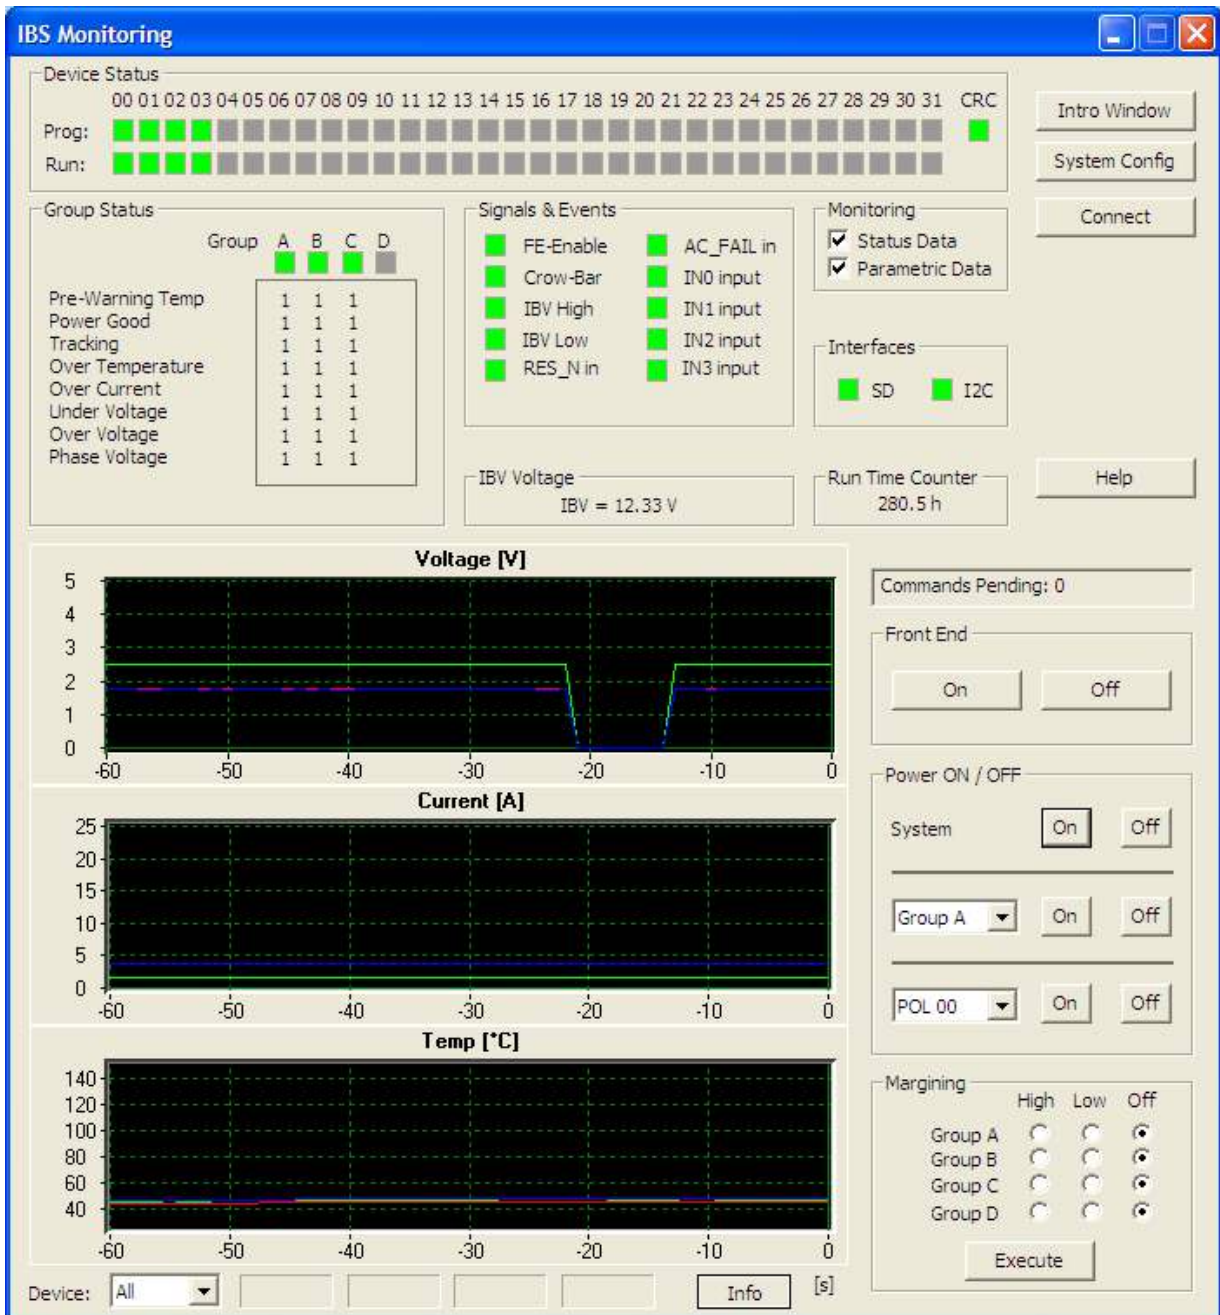 IBS Monitoring
Device Status
00 01 02 03 04 05 06 07 08 09 10 11 12 13 14 15 16 17 18 19 20 21 22 23 24 25 26 27 28 29 30 31 CRC
Prog:
Run:
Intro Window
System Config
Connect
Help
Group Status
Group A B C D
Pre-Warning Temp 1 1 1
Power Good 1 1 1
Tracking 1 1 1
Over Temperature 1 1 1
Over Current 1 1 1
Under Voltage 1 1 1
Over Voltage 1 1 1
Phase Voltage 1 1 1
Signals & Events
FE-Enable AC_FAIL in
Crow-Bar IN0 input
IBV High IN1 input
IBV Low IN2 input
RES_N in IN3 input
Monitoring
Status Data
Parametric Data
Interfaces
SD I2C
IBV Voltage
IBV = 12.33 V
Run Time Counter
280.5 h
Voltage [V]
5
4
3
2
1
0
-60 -50 -40 -30 -20 -10 0
Current [A]
25
20
15
10
5
0
-60 -50 -40 -30 -20 -10 0
Temp [°C]
140
120
100
80
60
40
-60 -50 -40 -30 -20 -10 0
Device: All Info [s]
Commands Pending: 0
Front End
On Off
Power ON / OFF
System On Off
Group A On Off
POL 00 On Off
Margining
High Low Off
Group A
Group B
Group C
Group D
Execute